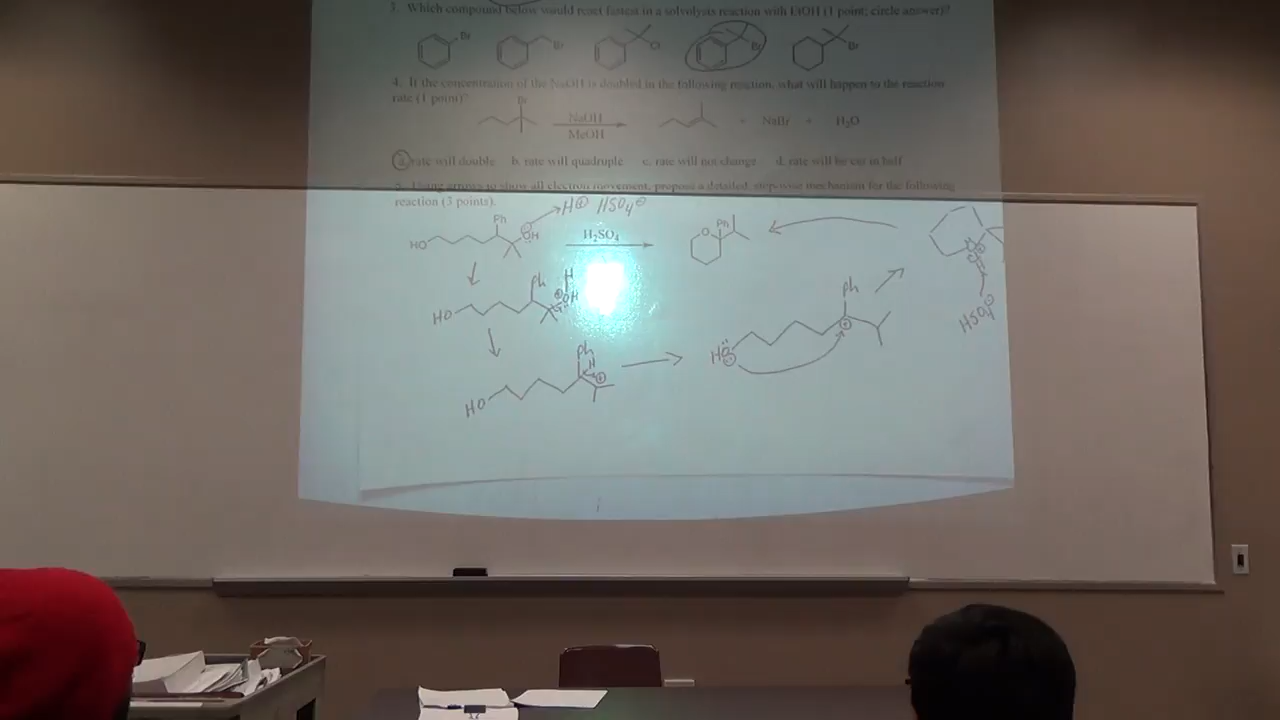 3. Which compound below would react fastest in a solvolysis reaction with EtOH (1 point; circle answer)?
Br Br Cl Br Br
4. If the concentration of the NaOH is doubled in the following reaction, what will happen to the reaction
rate (1 point)?
Br
NaOH
MeOH
+ NaBr + H₂O
a. rate will double b. rate will quadruple c. rate will not change d. rate will be cut in half
5. Using arrows to show all electron movement, propose a detailed, stepwise mechanism for the following
reaction (3 points).
H⊕ HSO₄⊖
Ph
HO OH
H₂SO₄
O Ph
Ph H
HO ⊕OH
Ph
HO ⊕
Ph H
HO ⊕
HSO₄⊖